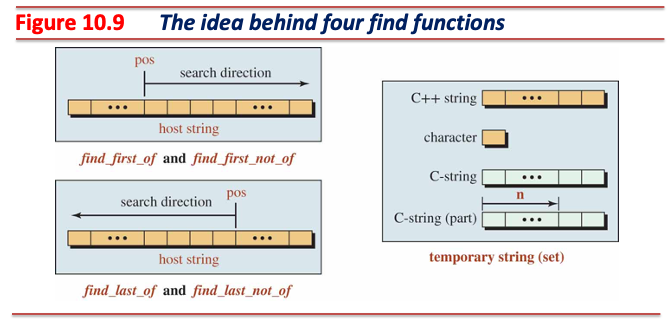 Figure 10.9 The idea behind four find functions
pos
search direction
•••
•••
host string
find_first_of and find_first_not_of
search direction
pos
•••
•••
host string
find_last_of and find_last_not_of
C++ string
•••
character
C-string
•••
n
C-string (part)
•••
temporary string (set)